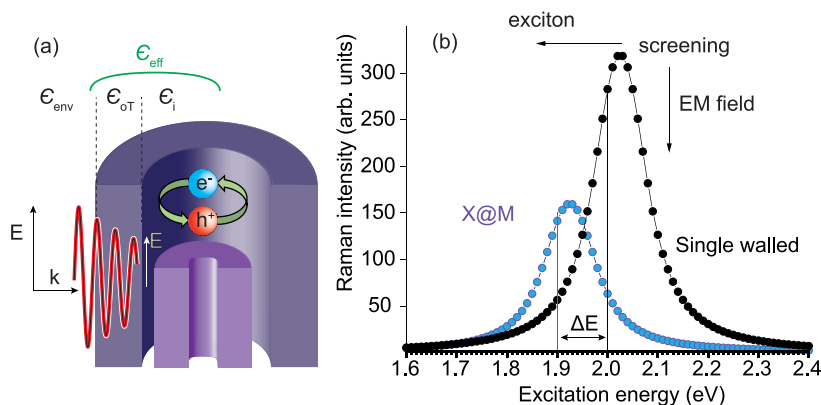 (a)
ϵeff
ϵenv ϵoT ϵi
e-
h+
E
E
k
(b)
exciton
screening
EM field
X@M
Single walled
ΔE
Raman intensity (arb. units)
300
250
200
150
100
50
1.6 1.7 1.8 1.9 2.0 2.1 2.2 2.3 2.4
Excitation energy (eV)